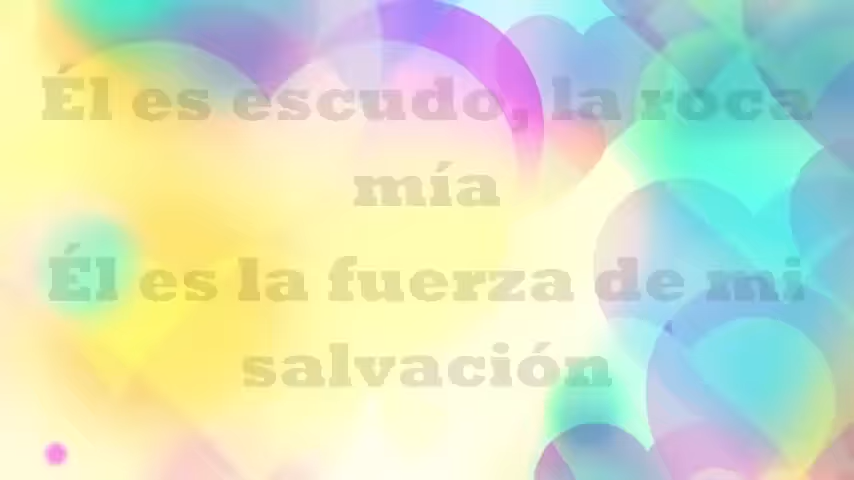 Él es escudo, la roca
mía
Él es la fuerza de mi
salvación